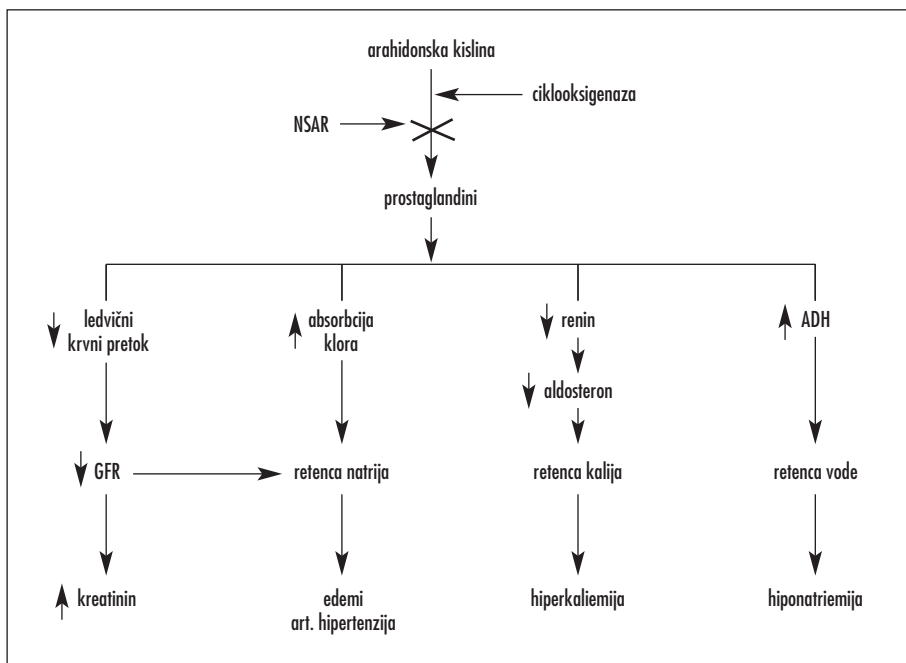 arahidonska kislina
ciklooksigenaza
NSAR
prostaglandini
ledvični
krvni pretok
absorbcija
klora
renin
ADH
aldosteron
GFR
retenca natrija
retenca kalija
retenca vode
kreatinin
edemi
art. hipertenzija
hiperkaliemija
hiponatriemija